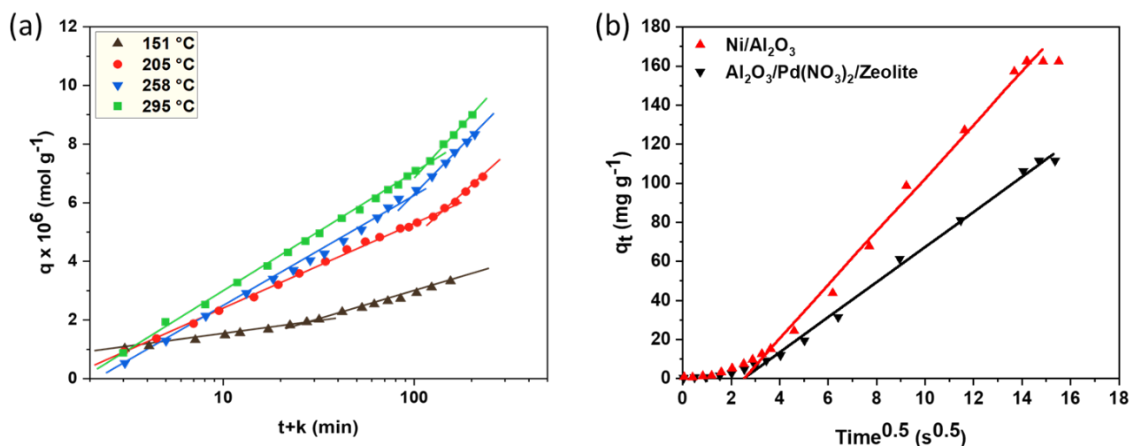 (a)
151 °C
205 °C
258 °C
295 °C
q x 10⁶ (mol g⁻¹)
12
10
8
6
4
2
0
10
100
t+k (min)
(b)
Ni/Al₂O₃
Al₂O₃/Pd(NO₃)₂/Zeolite
qt (mg g⁻¹)
180
160
140
120
100
80
60
40
20
0
0 2 4 6 8 10 12 14 16 18
Time⁰·⁵ (s⁰·⁵)